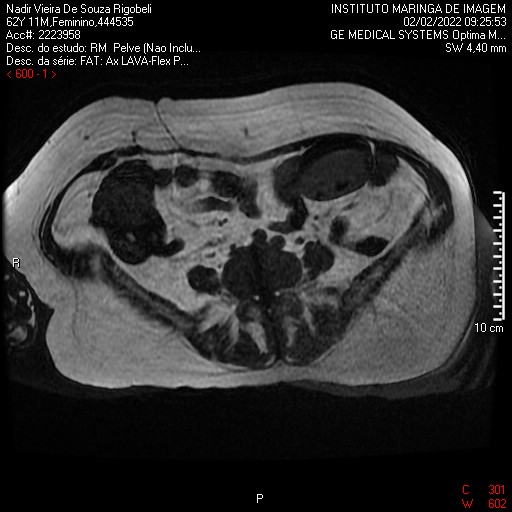 Nadir Vieira De Souza Rigobeli
62Y 11M,Feminino,444535
Acc#: 2223958
Desc. do estudo: RM Pelve (Nao Inclu...
Desc. da série: FAT: Ax LAVA-Flex P...
< 600 - 1 >
INSTITUTO MARINGA DE IMAGEM
02/02/2022 09:25:53
GE MEDICAL SYSTEMS Optima M...
SW 4,40 mm
R
10 cm
P
C 301
W 602